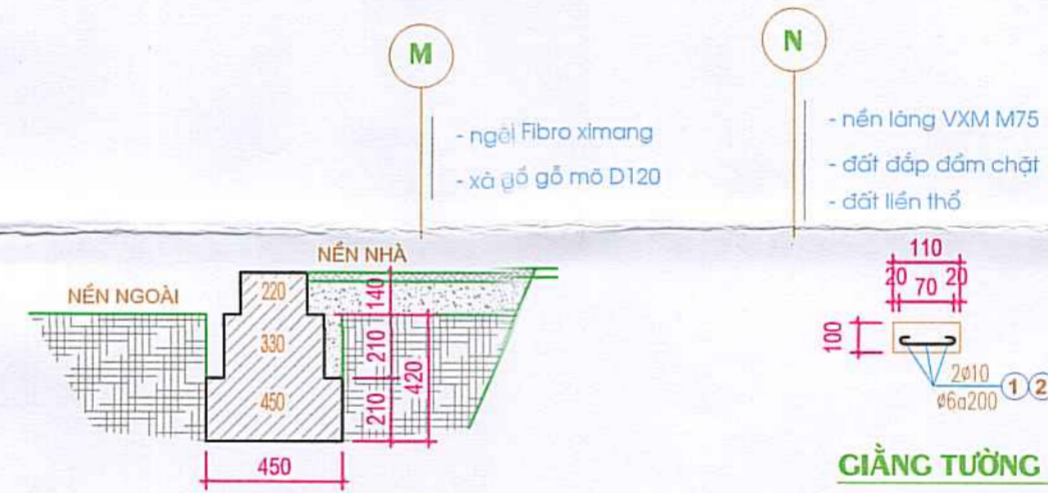 M
N
- ngòi Fibro ximang
- xà gồ gỗ mõ D120
- nền láng VXM M75
- đất đắp đầm chặt
- đất liền thổ
NỀN NHÀ
NỀN NGOÀI
220
330
450
140
210
210
420
450
110
20
70
20
100
2ø10
ø6a200
1
2
GIẰNG TƯỜNG